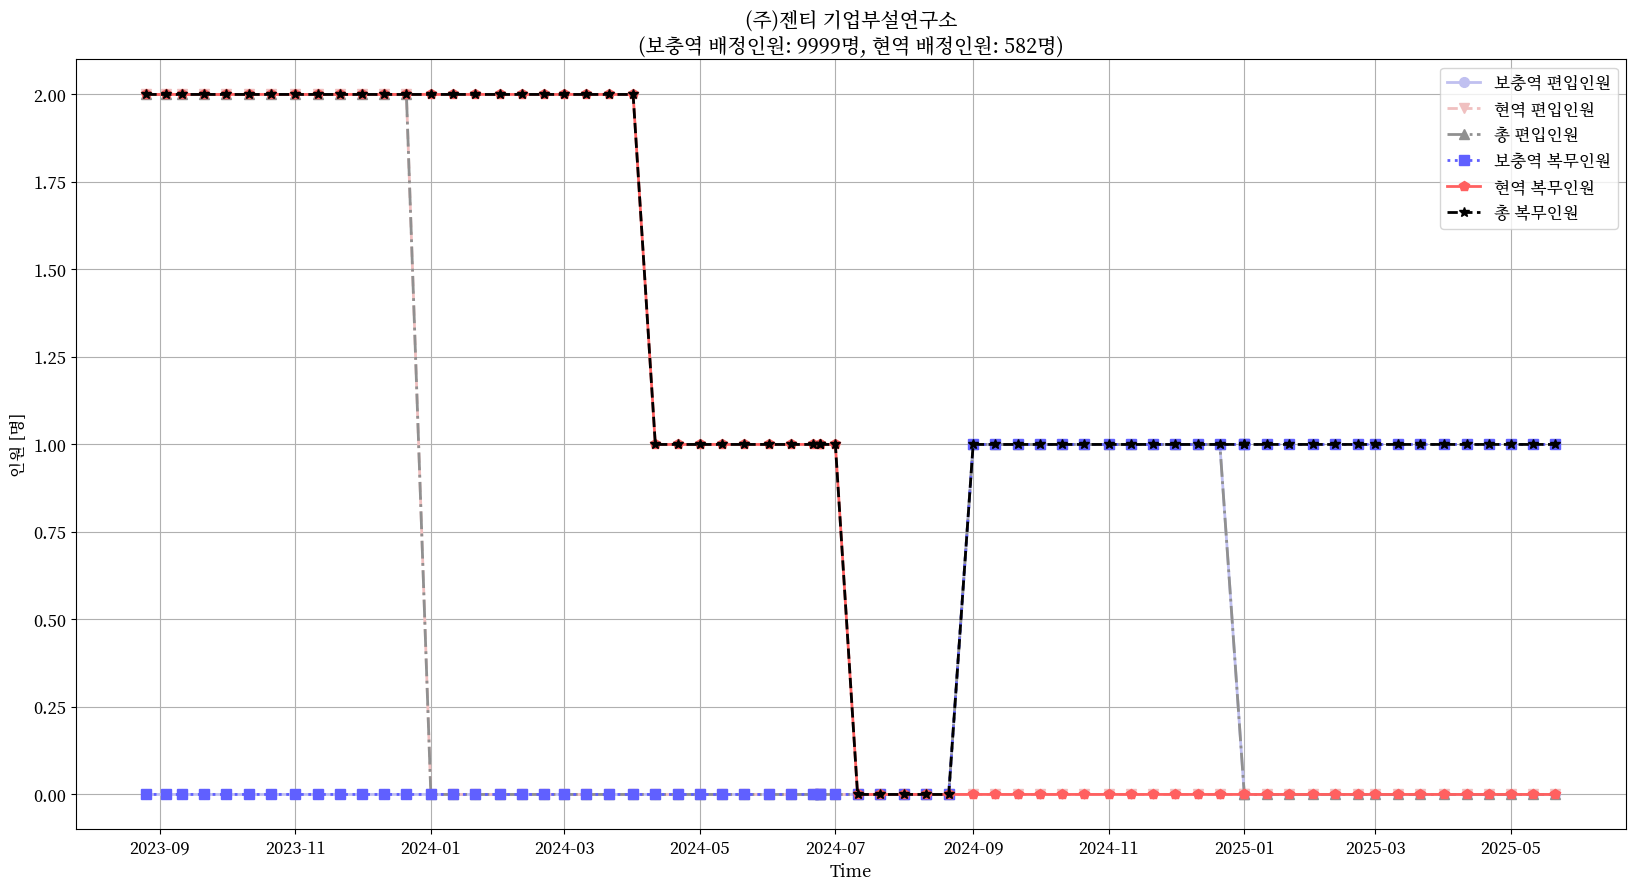 (주)젠티 기업부설연구소
(보충역 배정인원: 9999명, 현역 배정인원: 582명)
보충역 편입인원
현역 편입인원
총 편입인원
보충역 복무인원
현역 복무인원
총 복무인원
인원 [명]
2.00
1.75
1.50
1.25
1.00
0.75
0.50
0.25
0.00
2023-09 2023-11 2024-01 2024-03 2024-05 2024-07 2024-09 2024-11 2025-01 2025-03 2025-05
Time